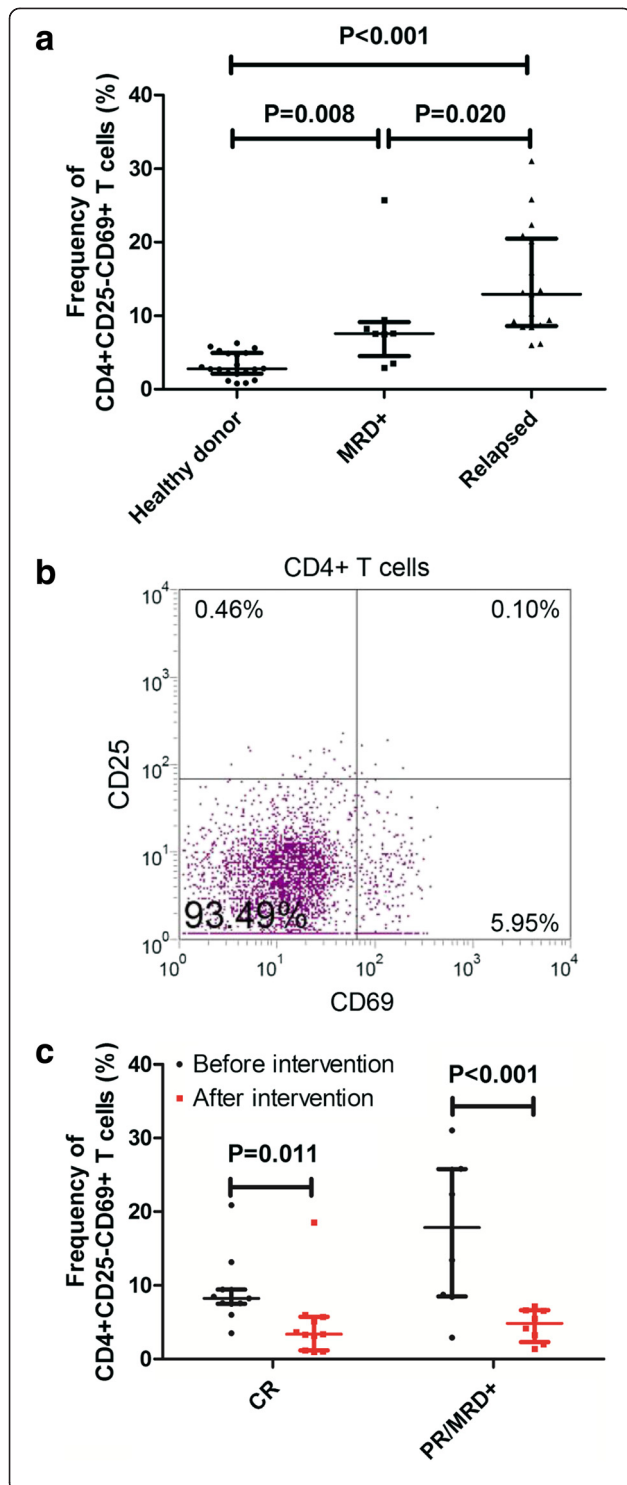 a
P<0.001
P=0.008
P=0.020
Frequency of
CD4+CD25-CD69+ T cells (%)
40
30
20
10
0
Healthy donor
MRD+
Relapsed
b
CD4+ T cells
0.46%
0.10%
93.49%
5.95%
CD25
10^4
10^3
10^2
10^1
10^0
10^0
10^1
10^2
10^3
10^4
CD69
c
Before intervention
After intervention
P=0.011
P<0.001
Frequency of
CD4+CD25-CD69+ T cells (%)
40
30
20
10
0
CR
PR/MRD+